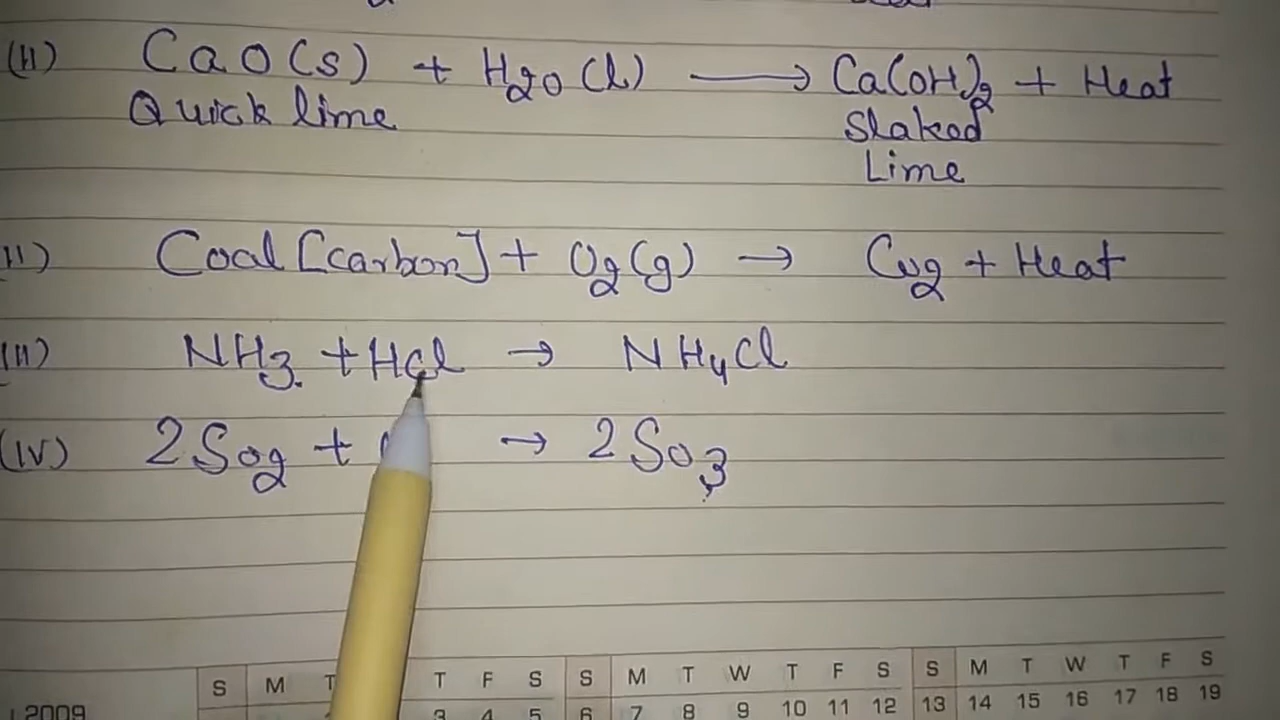 (II) CaO(s) + H2O(l) ⟶ Ca(OH)2 + Heat
Quick lime Slaked
Lime
II) Coal [carbon] + O2(g) → CO2 + Heat
(III) NH3 + HCl → NH4Cl
(IV) 2SO2 + → 2SO3
S M T T F S S M T W T F S S M T W T F S
2009 3 4 5 6 7 8 9 10 11 12 13 14 15 16 17 18 19